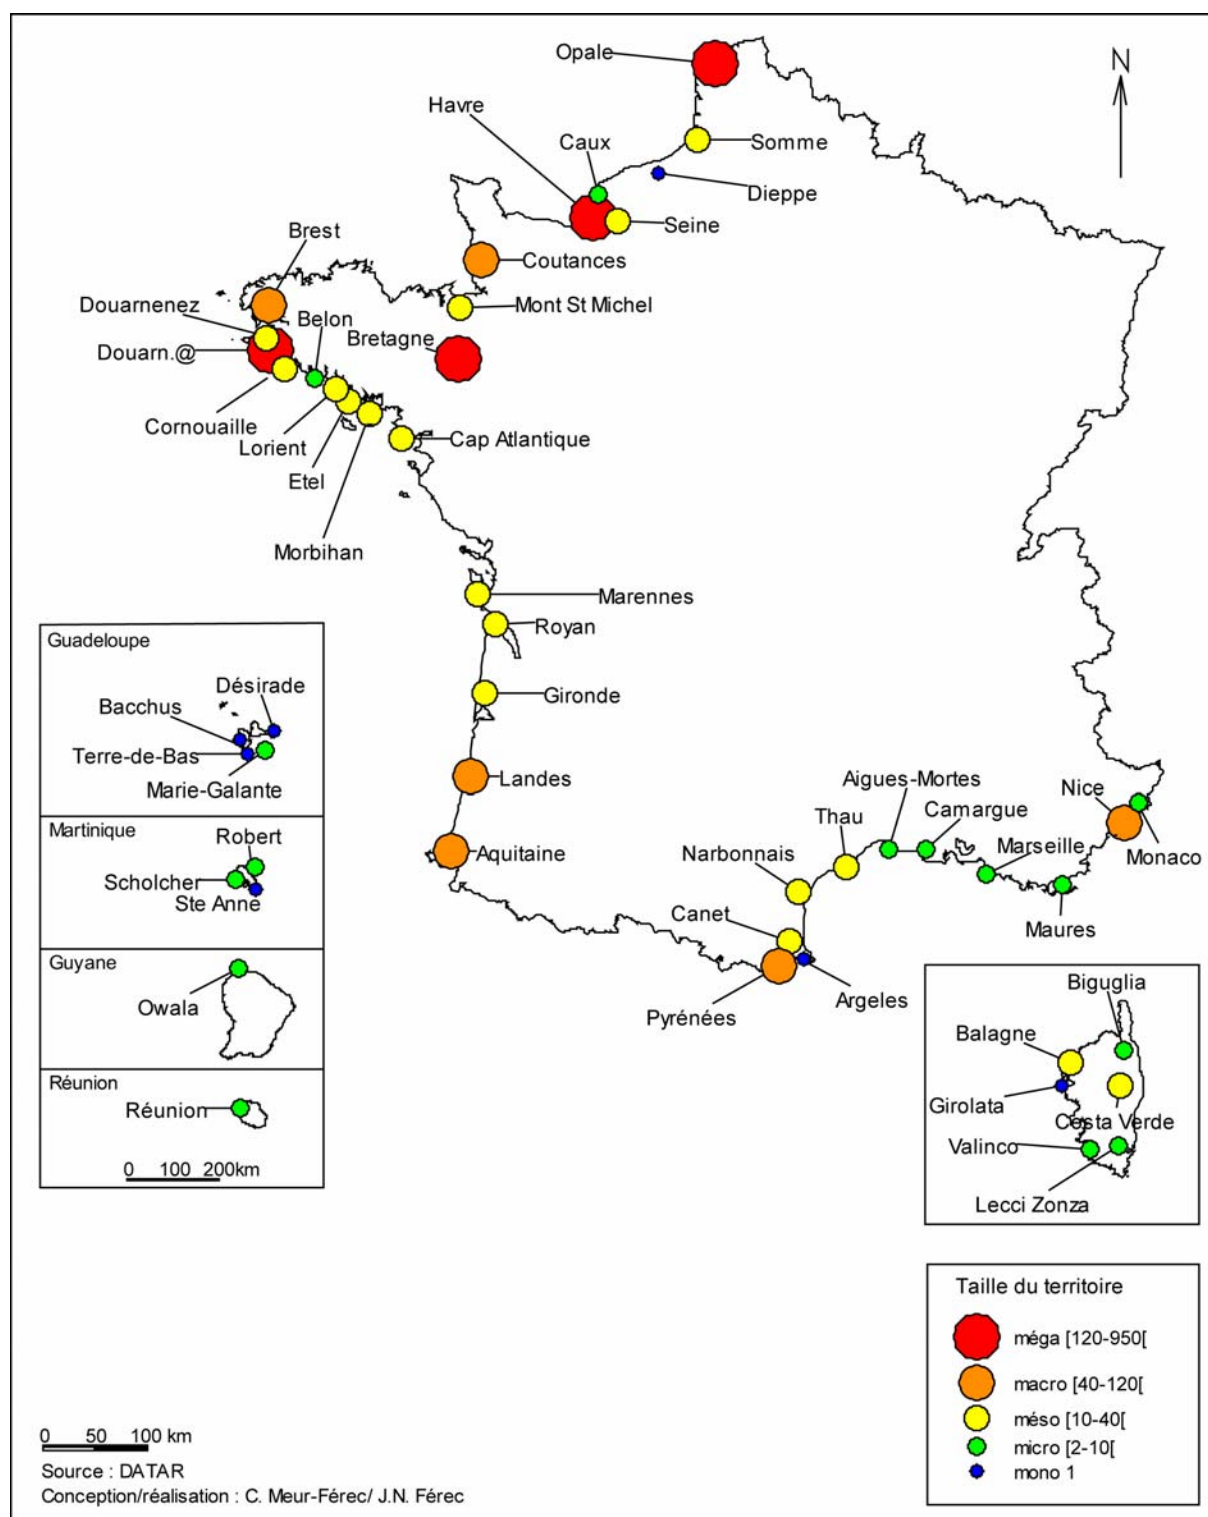 Opale
N
Havre
Caux
Somme
Dieppe
Seine
Brest
Coutances
Douarnenez
Belon
Mont St Michel
Bretagne
Douarn.@
Cornouaille
Lorient
Cap Atlantique
Etel
Morbihan
Marennes
Royan
Gironde
Landes
Aquitaine
Aigues-Mortes
Nice
Camargue
Thau
Marseille
Monaco
Narbonnais
Canet
Maures
Argeles
Pyrénées
Guadeloupe
Désirade
Bacchus
Terre-de-Bas
Marie-Galante
Martinique
Robert
Scholcher
Ste Anne
Guyane
Owala
Réunion
Réunion
0 100 200km
Biguglia
Balagne
Girolata
Costa Verde
Valinco
Lecci Zonza
Taille du territoire
méga [120-950[
macro [40-120[
méso [10-40[
micro [2-10[
mono 1
0 50 100 km
Source : DATAR
Conception/réalisation : C. Meur-Férec/ J.N. Férec